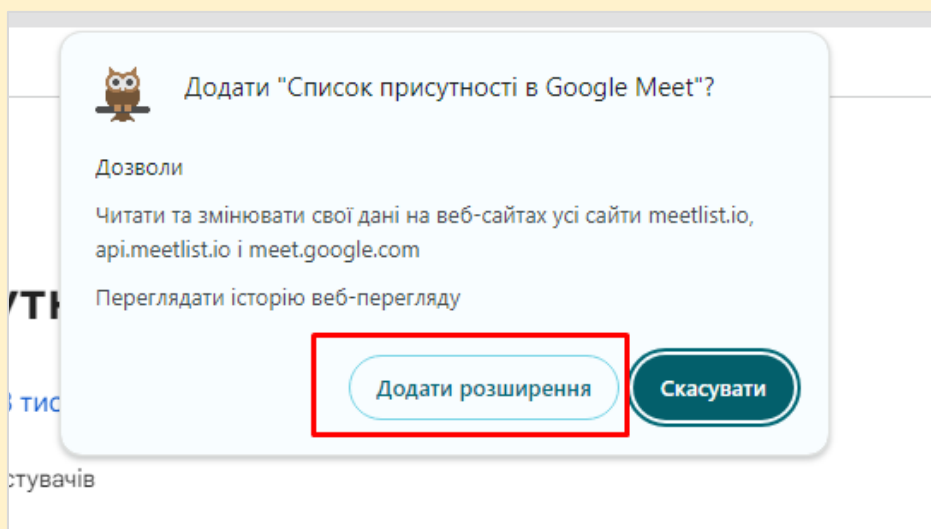 Додати "Список присутності в Google Meet"?
Дозволи
Читати та змінювати свої дані на веб-сайтах усі сайти meetlist.io,
api.meetlist.io і meet.google.com
Переглядати історію веб-перегляду
Додати розширення
Скасувати